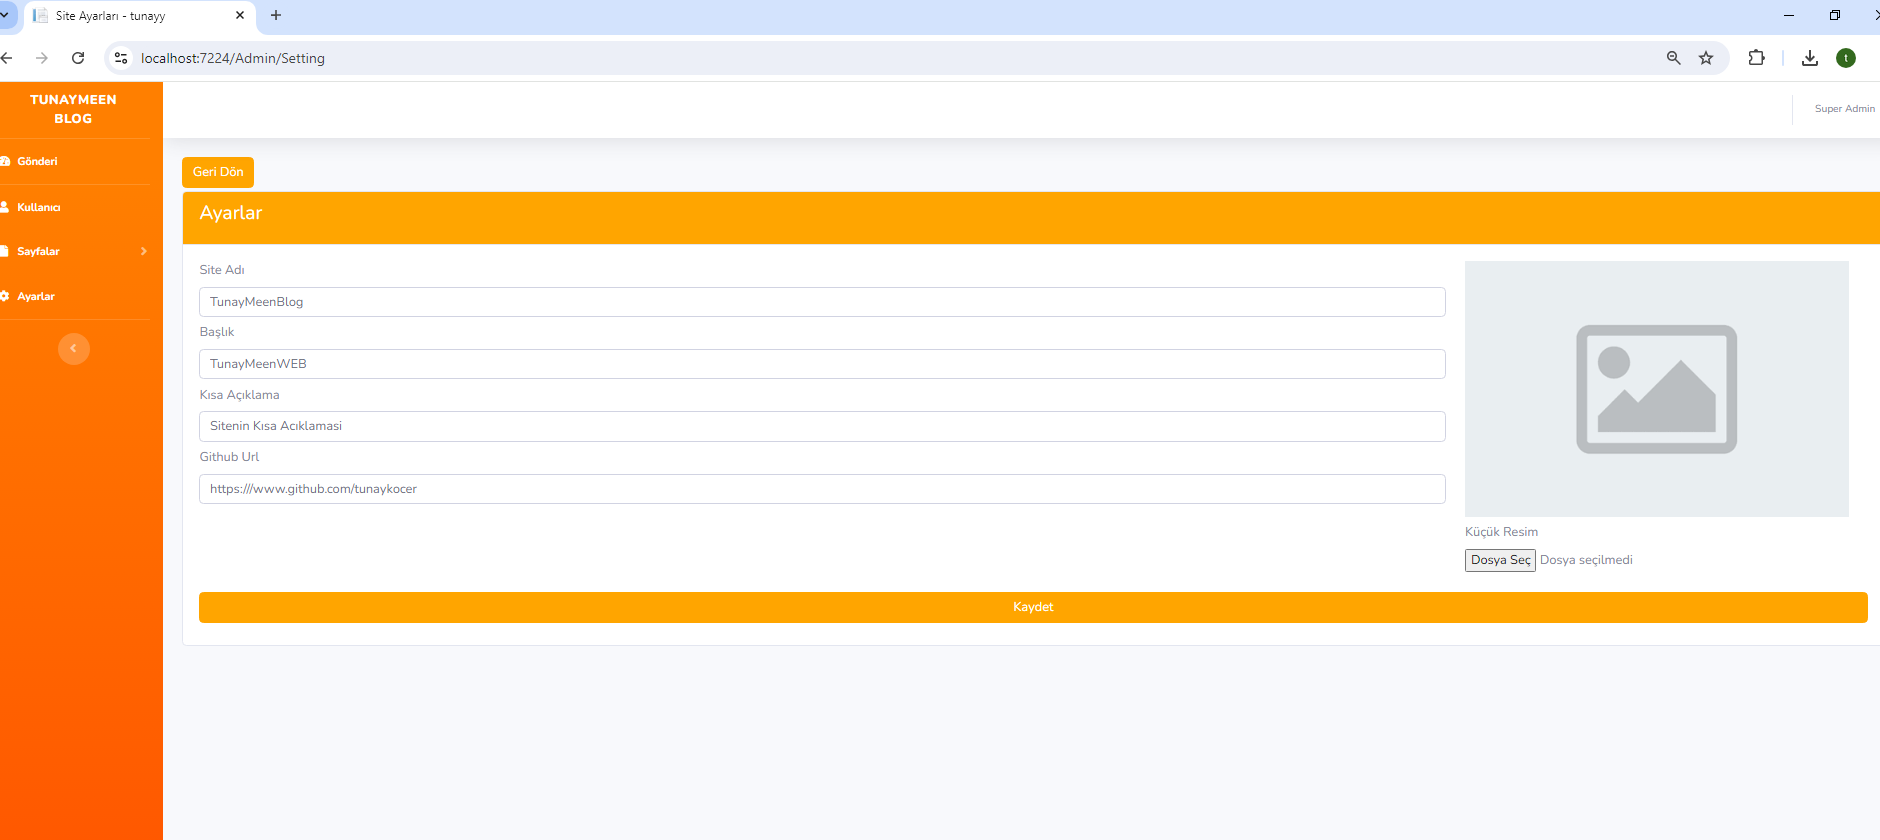 Site Ayarları - tunayy
localhost:7224/Admin/Setting
t
TUNAYMEEN
BLOG
Super Admin
Gönderi
Kullanıcı
Sayfalar
Ayarlar
Geri Dön
Ayarlar
Site Adı
TunayMeenBlog
Başlık
TunayMeenWEB
Kısa Açıklama
Sitenin Kısa Acıklamasi
Github Url
https:///www.github.com/tunaykocer
Küçük Resim
Dosya Seç Dosya seçilmedi
Kaydet